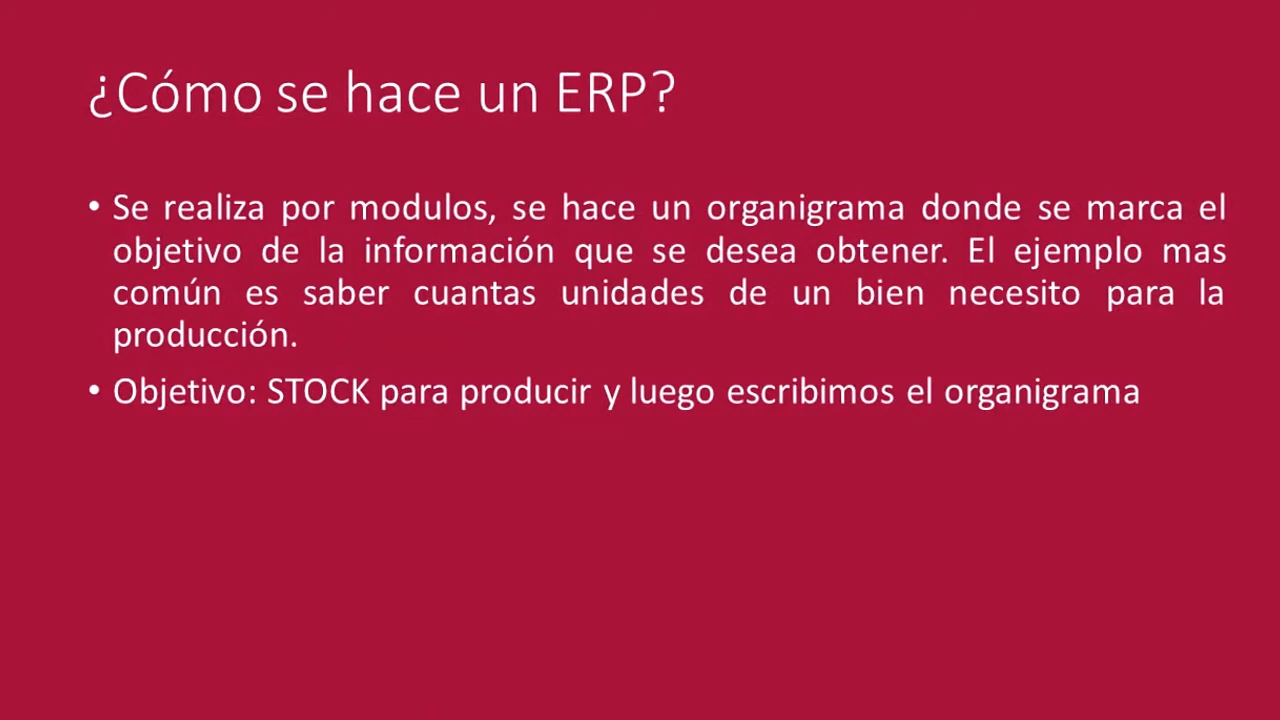 ¿Cómo se hace un ERP?
• Se realiza por modulos, se hace un organigrama donde se marca el
objetivo de la información que se desea obtener. El ejemplo mas
común es saber cuantas unidades de un bien necesito para la
producción.
• Objetivo: STOCK para producir y luego escribimos el organigrama